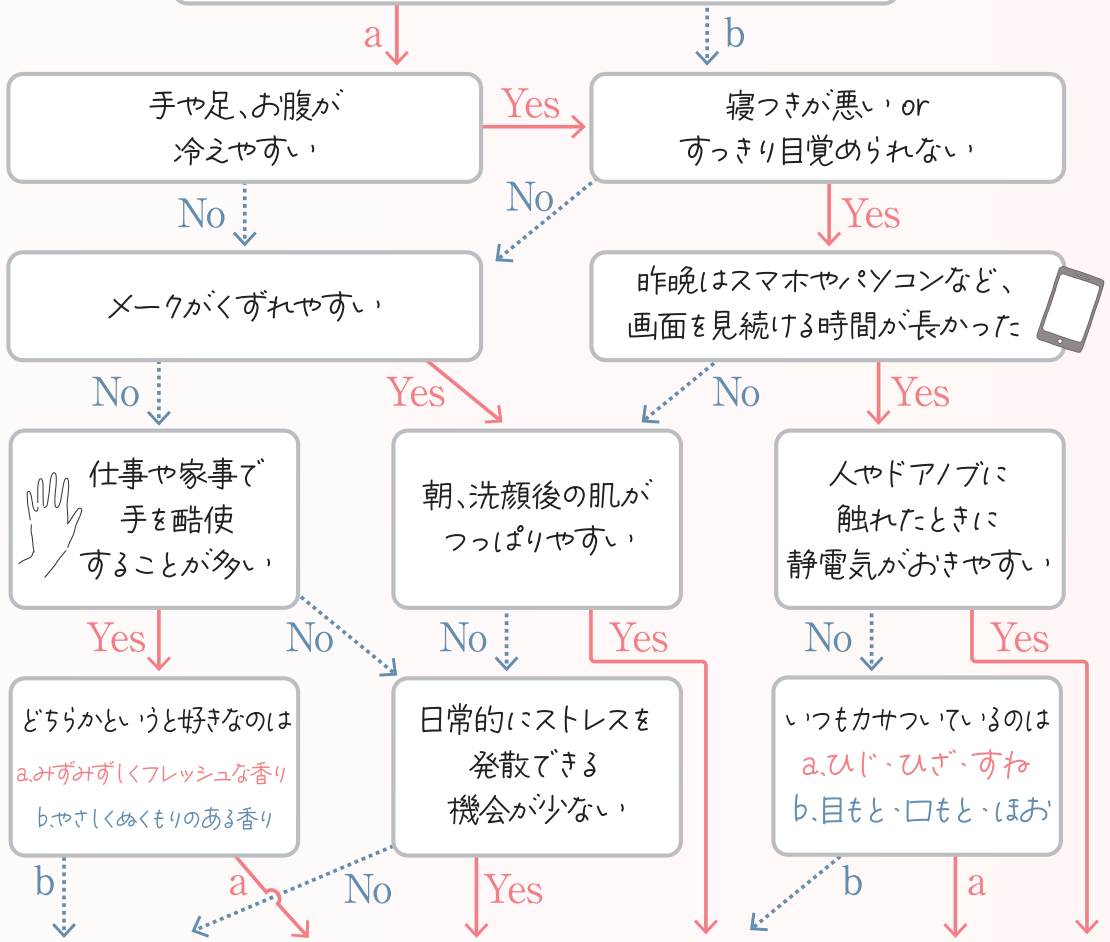 a
b
手や足、お腹が
冷えやすい
Yes
寝つきが悪い or
すっきり目覚められない
No
No
Yes
メークがくずれやすい
昨晩はスマホやパソコンなど、
画面を見続ける時間が長かった
No
Yes
No
Yes
仕事や家事で
手を酷使
することが多い
朝、洗顔後の肌が
つっぱりやすい
人やドアノブに
触れたときに
静電気がおきやすい
Yes
No
No
Yes
No
Yes
どちらかというと好きなのは
a.みずみずしくフレッシュな香り
b.やさしくぬくもりのある香り
日常的にストレスを
発散できる
機会が少ない
いつもカサついているのは
a.ひじ・ひざ・すね
b.目もと・口もと・ほお
b
a
No
Yes
b
a